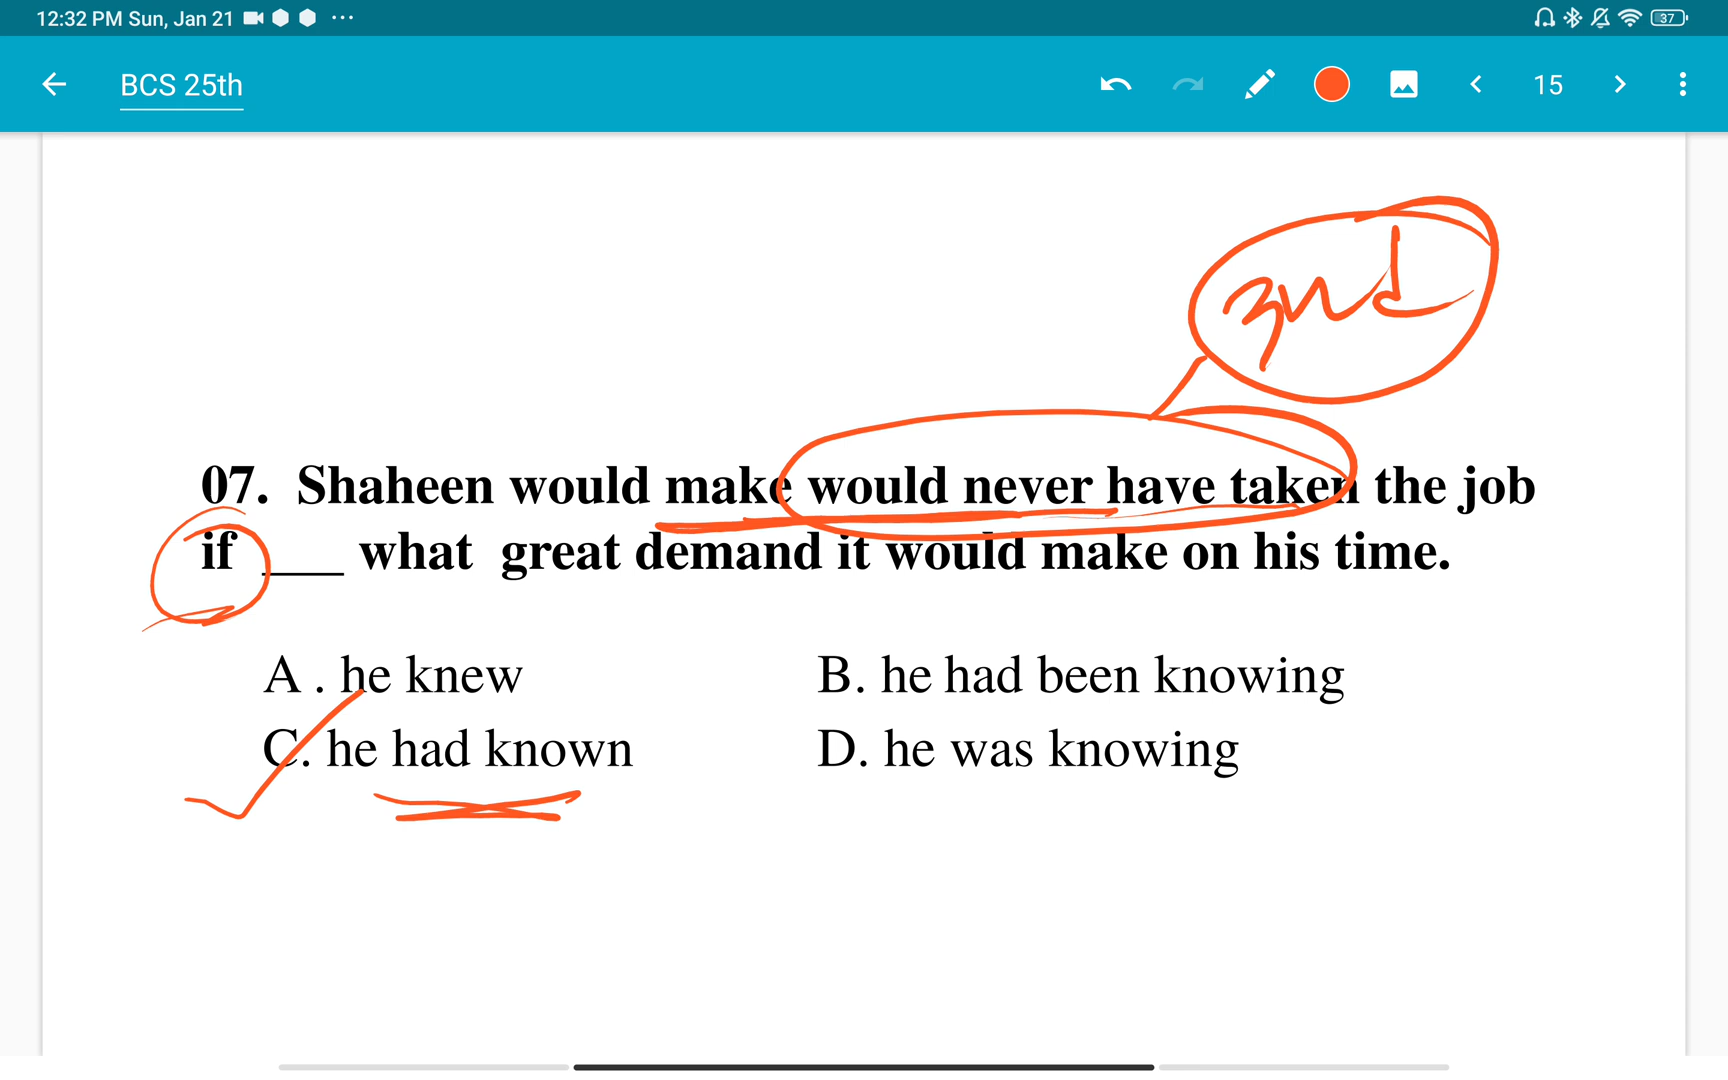 12:32 PM Sun, Jan 21
37
BCS 25th
15
07. Shaheen would make would never have taken the job
if ___ what great demand it would make on his time.
A . he knew
B. he had been knowing
C. he had known
D. he was knowing